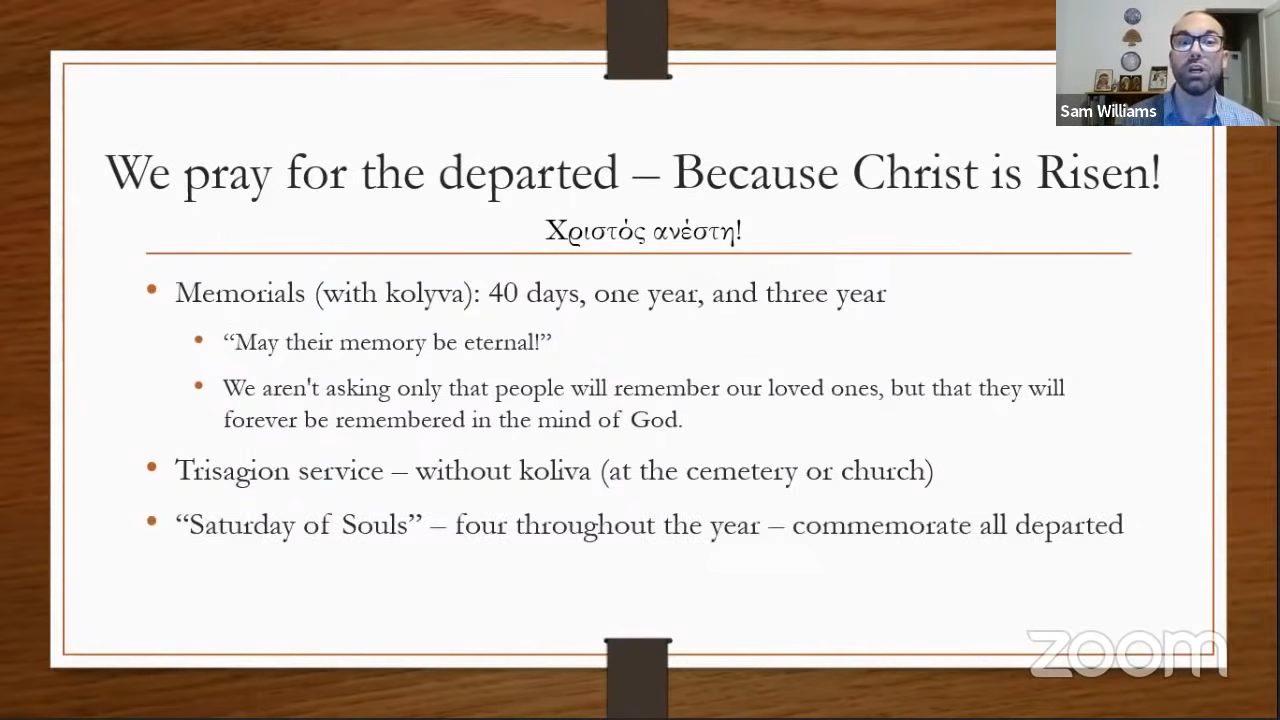 Sam Williams
We pray for the departed – Because Christ is Risen!
Χριστός ανέστη!
• Memorials (with kolyva): 40 days, one year, and three year
• “May their memory be eternal!”
• We aren't asking only that people will remember our loved ones, but that they will
forever be remembered in the mind of God.
• Trisagion service – without koliva (at the cemetery or church)
• “Saturday of Souls” – four throughout the year – commemorate all departed
zoom